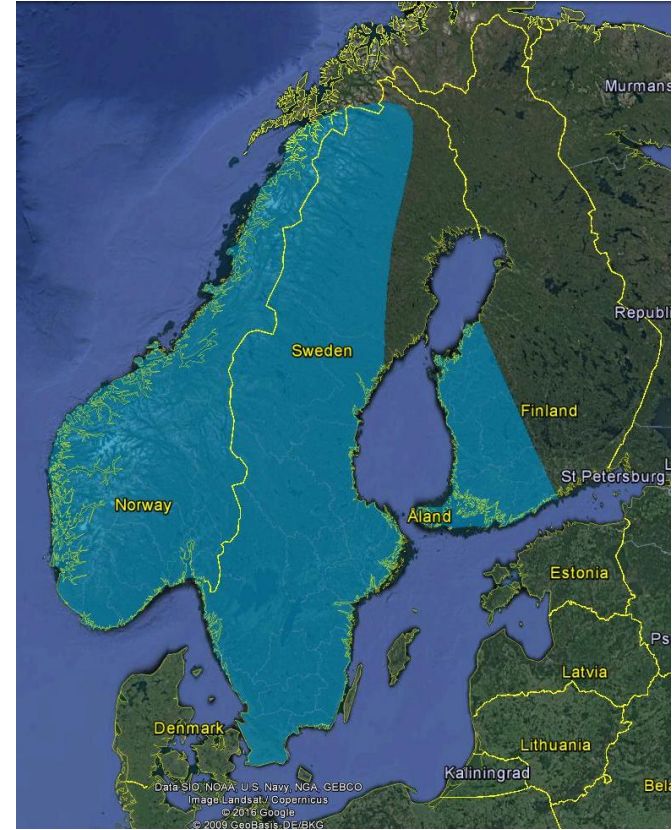 Murmans
Republi
Sweden
Finland
L
St Petersburg
Norway
Åland
Estonia
Ps
Latvia
Denmark
Lithuania
Kaliningrad
Bela
Data SIO, NOAA, U.S. Navy, NGA, GEBCO
Image Landsat / Copernicus
© 2016 Google
© 2009 GeoBasis-DE/BKG